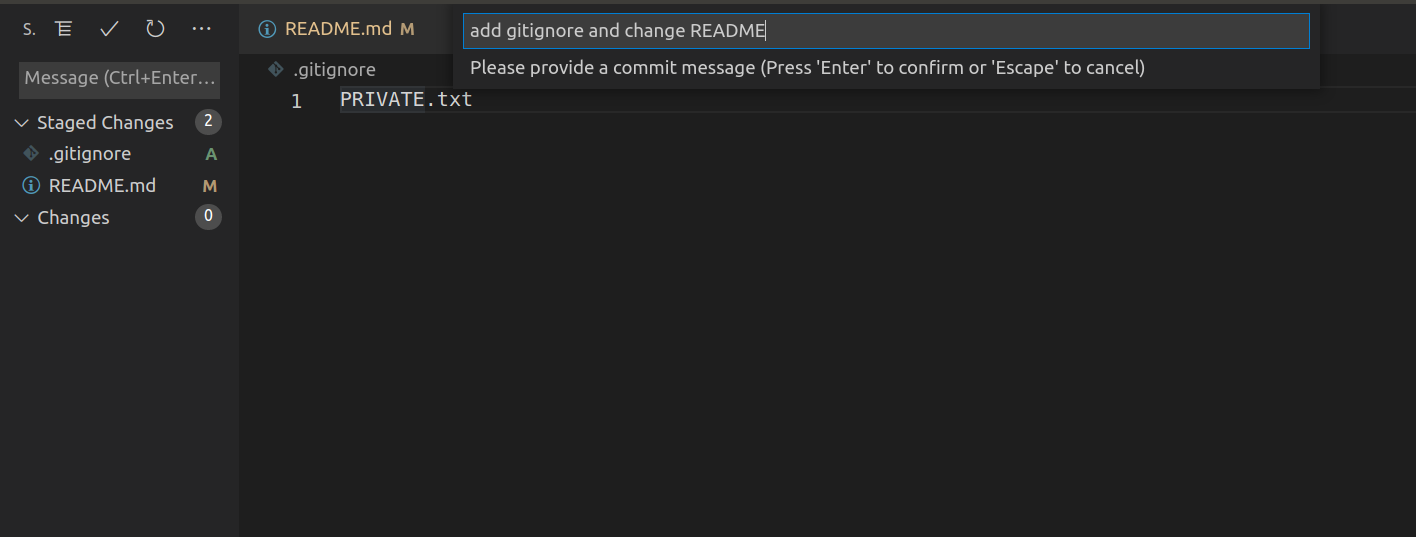 S.
Message (Ctrl+Enter…
Staged Changes 2
.gitignore A
README.md M
Changes 0
README.md M
add gitignore and change README
Please provide a commit message (Press 'Enter' to confirm or 'Escape' to cancel)
.gitignore
1 PRIVATE.txt